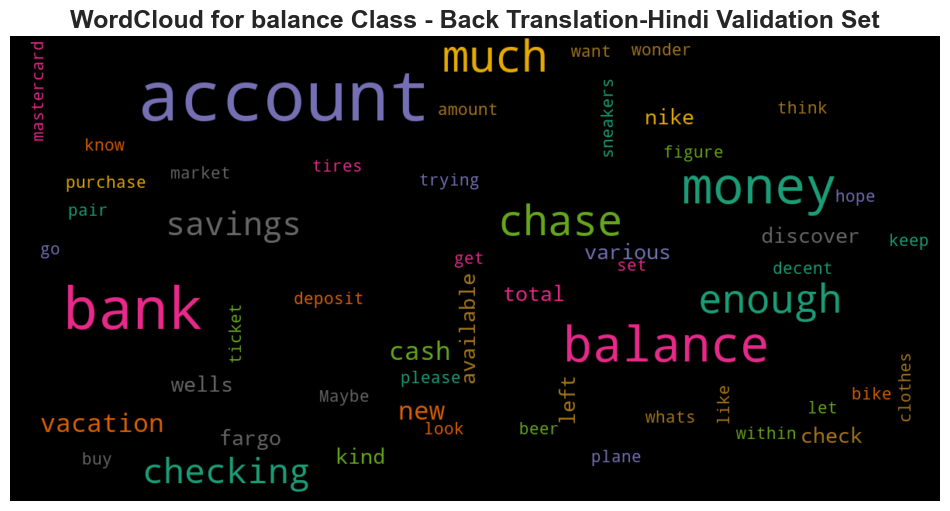 WordCloud for balance Class - Back Translation-Hindi Validation Set
mastercard
account
much
want
wonder
amount
sneakers
nike
think
know
figure
purchase
market
tires
trying
money
hope
pair
savings
chase
discover
keep
go
various
get
set
decent
bank
deposit
ticket
available
total
enough
cash
balance
wells
please
Maybe
left
like
bike
clothes
vacation
new
look
beer
whats
let
within
check
fargo
buy
checking
kind
plane